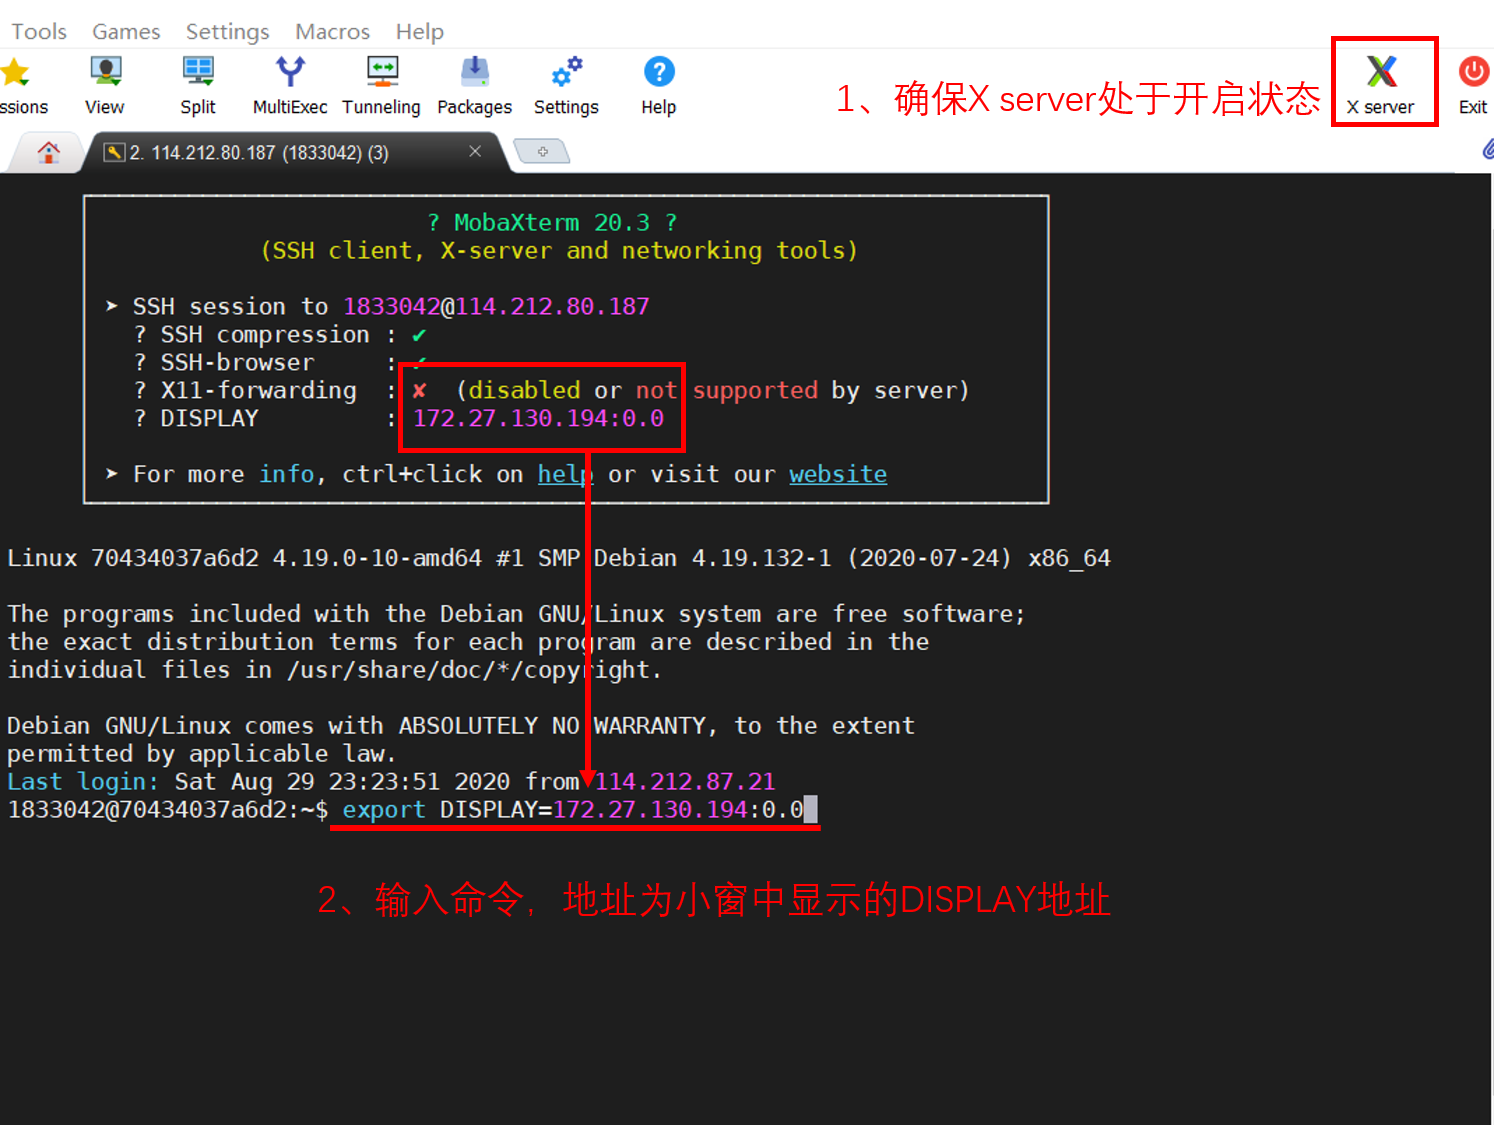 Tools Games Settings Macros Help
ssions View Split MultiExec Tunneling Packages Settings Help X server Exit
1、确保X server处于开启状态
2. 114.212.80.187 (1833042) (3)
? MobaXterm 20.3 ?
(SSH client, X-server and networking tools)
➤ SSH session to 1833042@114.212.80.187
? SSH compression : ✔
? SSH-browser : ✔
? X11-forwarding : ✘ (disabled or not supported by server)
? DISPLAY : 172.27.130.194:0.0
➤ For more info, ctrl+click on help or visit our website
Linux 70434037a6d2 4.19.0-10-amd64 #1 SMP Debian 4.19.132-1 (2020-07-24) x86_64
The programs included with the Debian GNU/Linux system are free software;
the exact distribution terms for each program are described in the
individual files in /usr/share/doc/*/copyright.
Debian GNU/Linux comes with ABSOLUTELY NO WARRANTY, to the extent
permitted by applicable law.
Last login: Sat Aug 29 23:23:51 2020 from 114.212.87.21
1833042@70434037a6d2:~$ export DISPLAY=172.27.130.194:0.0
2、输入命令，地址为小窗中显示的DISPLAY地址